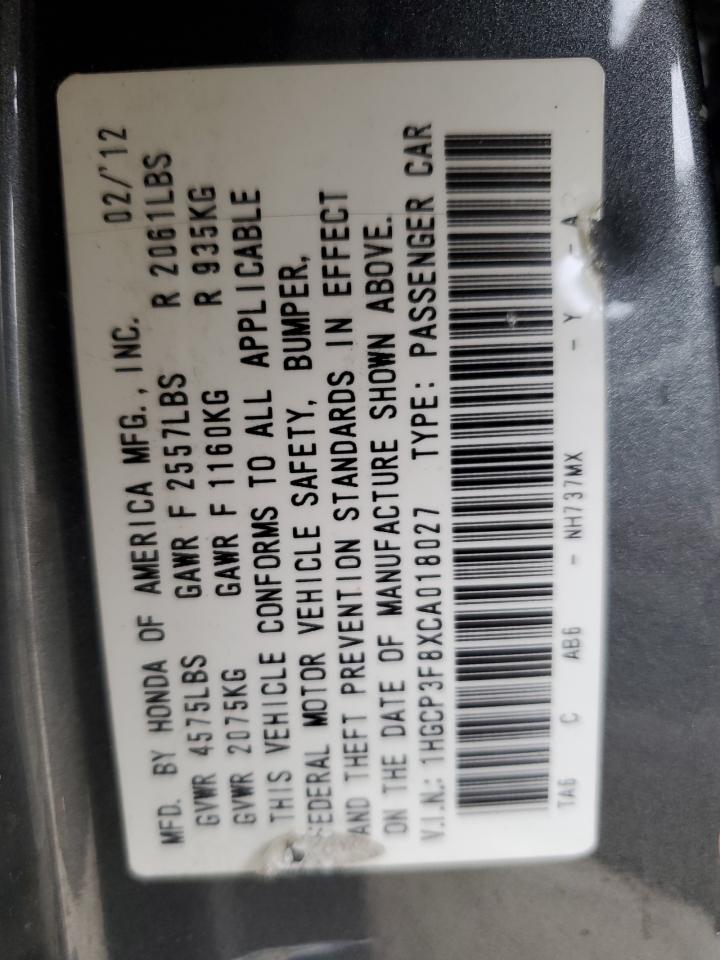 MFD. BY HONDA OF AMERICA MFG., INC. 02/'12
GVWR 4575LBS GAWR F 2557LBS R 2061LBS
GVWR 2075KG GAWR F 1160KG R 935KG
THIS VEHICLE CONFORMS TO ALL APPLICABLE
FEDERAL MOTOR VEHICLE SAFETY, BUMPER,
AND THEFT PREVENTION STANDARDS IN EFFECT
ON THE DATE OF MANUFACTURE SHOWN ABOVE.
V.I.N.: 1HGCP3F8XCA018027 TYPE: PASSENGER CAR
TA6 C AB6 - NH737MX - Y - A